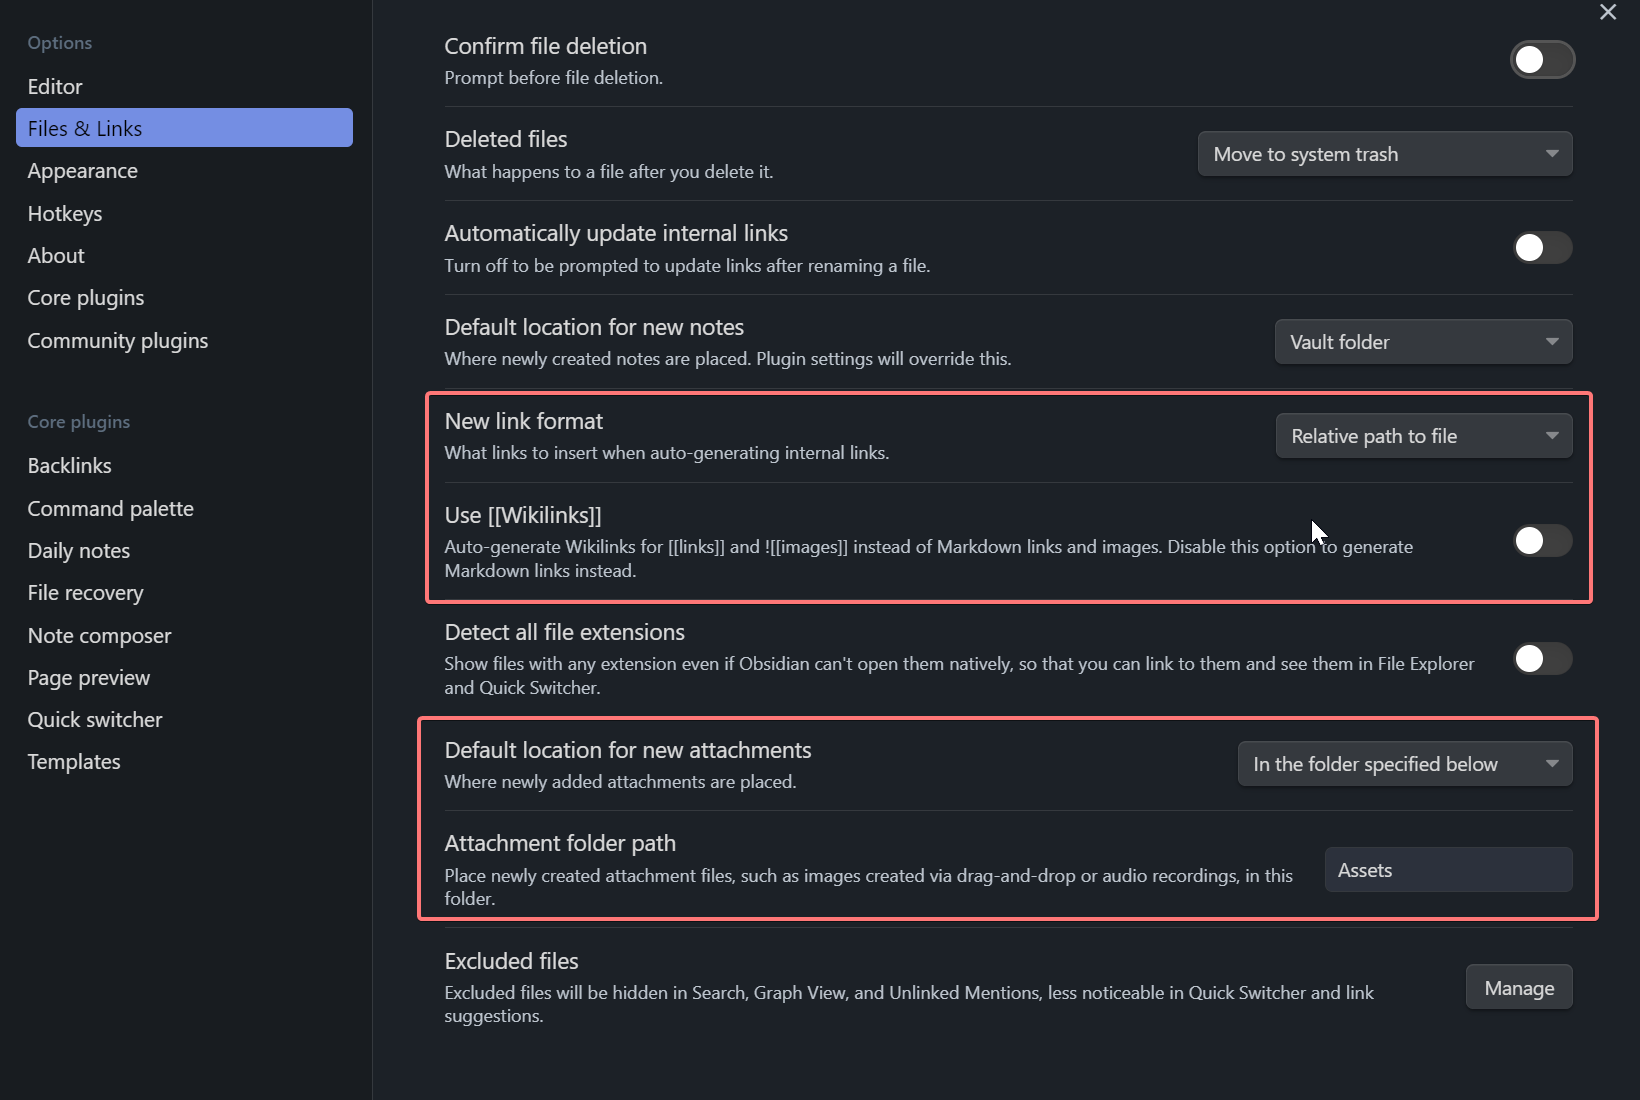 Options
Editor
Files & Links
Appearance
Hotkeys
About
Core plugins
Community plugins
Core plugins
Backlinks
Command palette
Daily notes
File recovery
Note composer
Page preview
Quick switcher
Templates
Confirm file deletion
Prompt before file deletion.
Deleted files
What happens to a file after you delete it.
Move to system trash
Automatically update internal links
Turn off to be prompted to update links after renaming a file.
Default location for new notes
Where newly created notes are placed. Plugin settings will override this.
Vault folder
New link format
What links to insert when auto-generating internal links.
Relative path to file
Use [[Wikilinks]]
Auto-generate Wikilinks for [[links]] and ![[images]] instead of Markdown links and images. Disable this option to generate
Markdown links instead.
Detect all file extensions
Show files with any extension even if Obsidian can't open them natively, so that you can link to them and see them in File Explorer
and Quick Switcher.
Default location for new attachments
Where newly added attachments are placed.
In the folder specified below
Attachment folder path
Place newly created attachment files, such as images created via drag-and-drop or audio recordings, in this
folder.
Assets
Excluded files
Excluded files will be hidden in Search, Graph View, and Unlinked Mentions, less noticeable in Quick Switcher and link
suggestions.
Manage